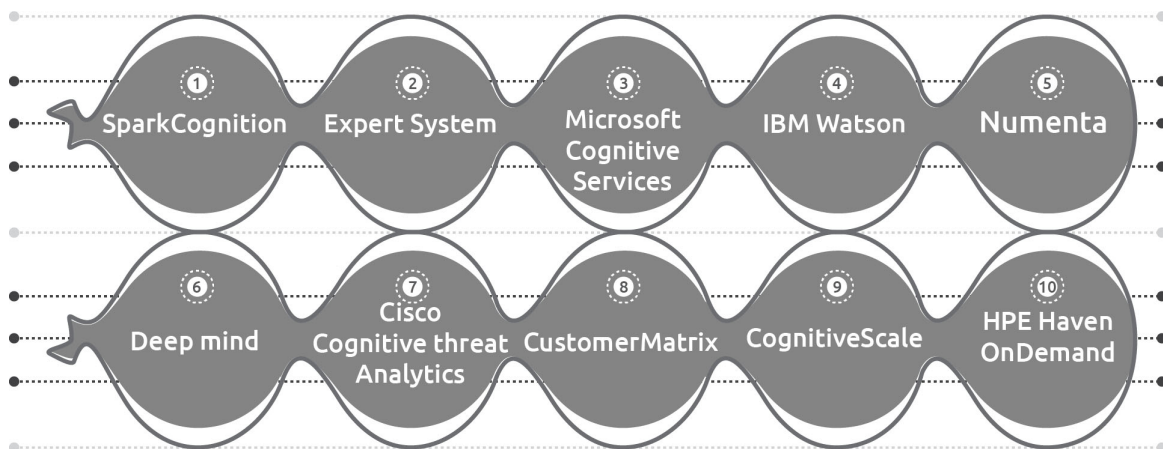 1
SparkCognition
2
Expert System
3
Microsoft
Cognitive
Services
4
IBM Watson
5
Numenta
6
Deep mind
7
Cisco
Cognitive threat
Analytics
8
CustomerMatrix
9
CognitiveScale
10
HPE Haven
OnDemand